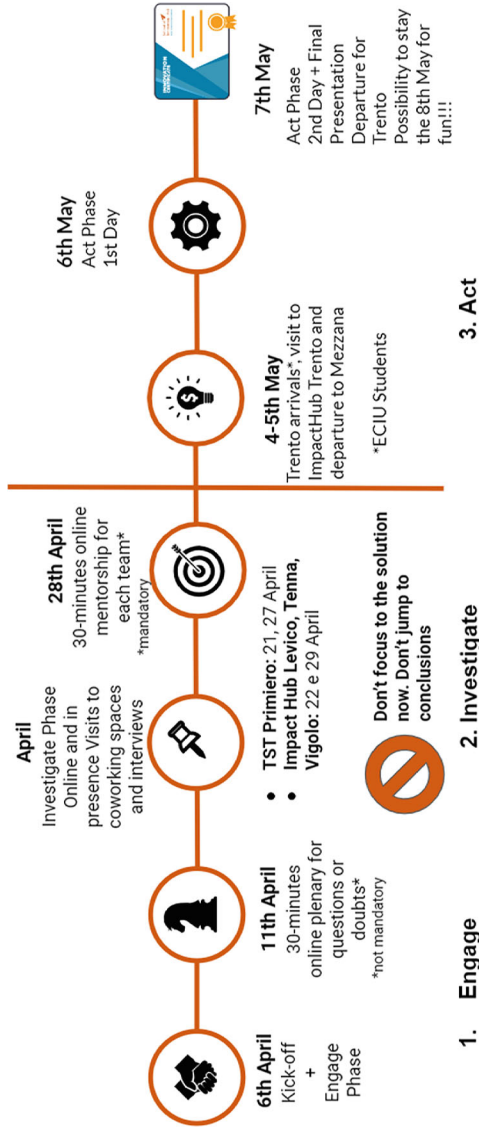 6th April
Kick-off
+
Engage
Phase
11th April
30-minutes
online plenary for
questions or
doubts*
*not mandatory
April
Investigate Phase
Online and in
presence Visits to
coworking spaces
and interviews
• TST Primiero: 21, 27 April
• Impact Hub Levico, Tenna,
Vigolo: 22 e 29 April
28th April
30-minutes online
mentorship for
each team*
*mandatory
Don't focus to the solution
now. Don't jump to
conclusions
4-5th May
Trento arrivals*, visit to
ImpactHub Trento and
departure to Mezzana
*ECIU Students
6th May
Act Phase
1st Day
7th May
Act Phase
2nd Day + Final
Presentation
Departure for
Trento
Possibility to stay
the 8th May for
fun!!!
1. Engage
2. Investigate
3. Act